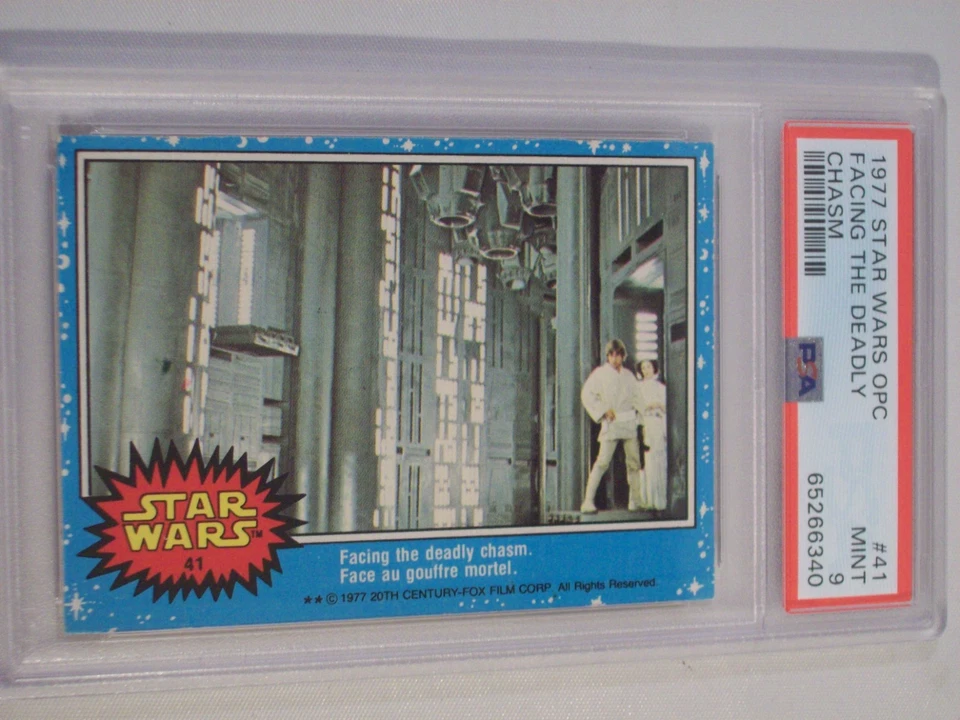 1977 STAR WARS OPC
#41
FACING THE DEADLY
MINT
CHASM
9
PSA
65266340
STAR
WARS™
41
Facing the deadly chasm.
Face au gouffre mortel.
★★ © 1977 20TH CENTURY-FOX FILM CORP. All Rights Reserved.